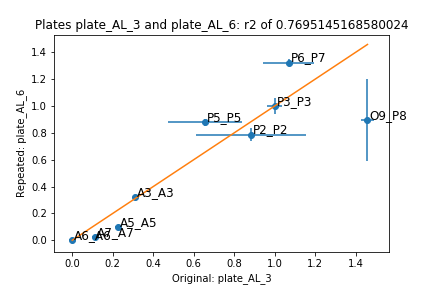 Plates plate_AL_3 and plate_AL_6: r2 of 0.7695145168580024
Repeated: plate_AL_6
1.4
1.2
1.0
0.8
0.6
0.4
0.2
0.0
P6_P7
P3_P3
O9_P8
P5_P5
P2_P2
A3_A3
A5_A5
A7_A7
A6_A6
0.0 0.2 0.4 0.6 0.8 1.0 1.2 1.4
Original: plate_AL_3